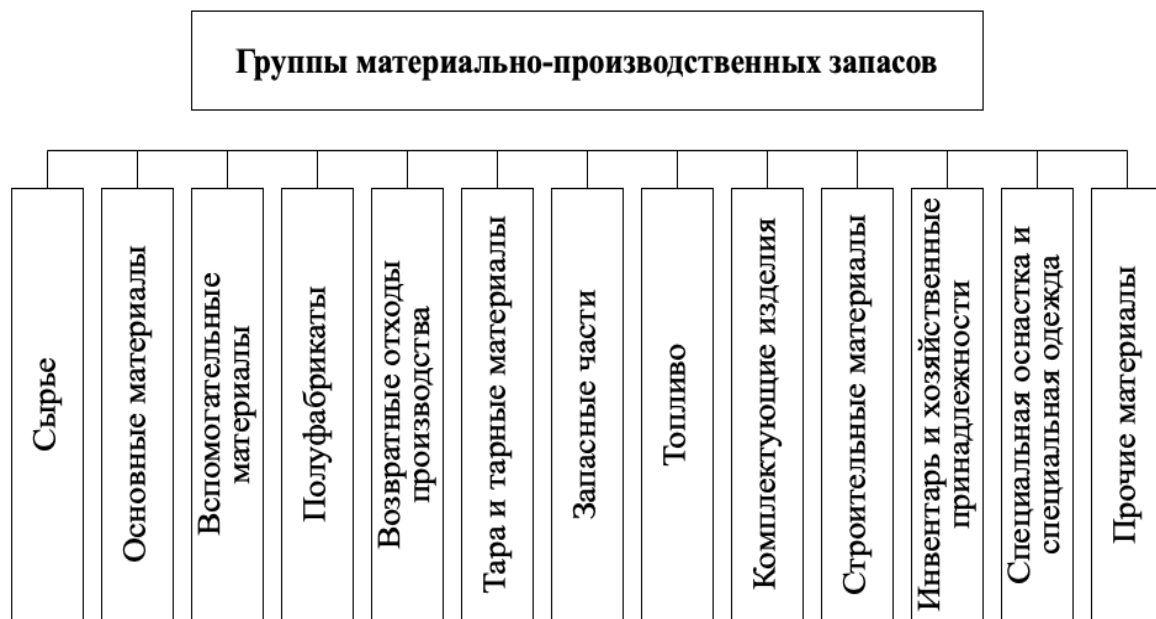 Группы материально-производственных запасов
Сырье
Основные материалы
Вспомогательные
материалы
Полуфабрикаты
Возвратные отходы
производства
Тара и тарные материалы
Запасные части
Топливо
Комплектующие изделия
Строительные материалы
Инвентарь и хозяйственные
принадлежности
Специальная оснастка и
специальная одежда
Прочие материалы